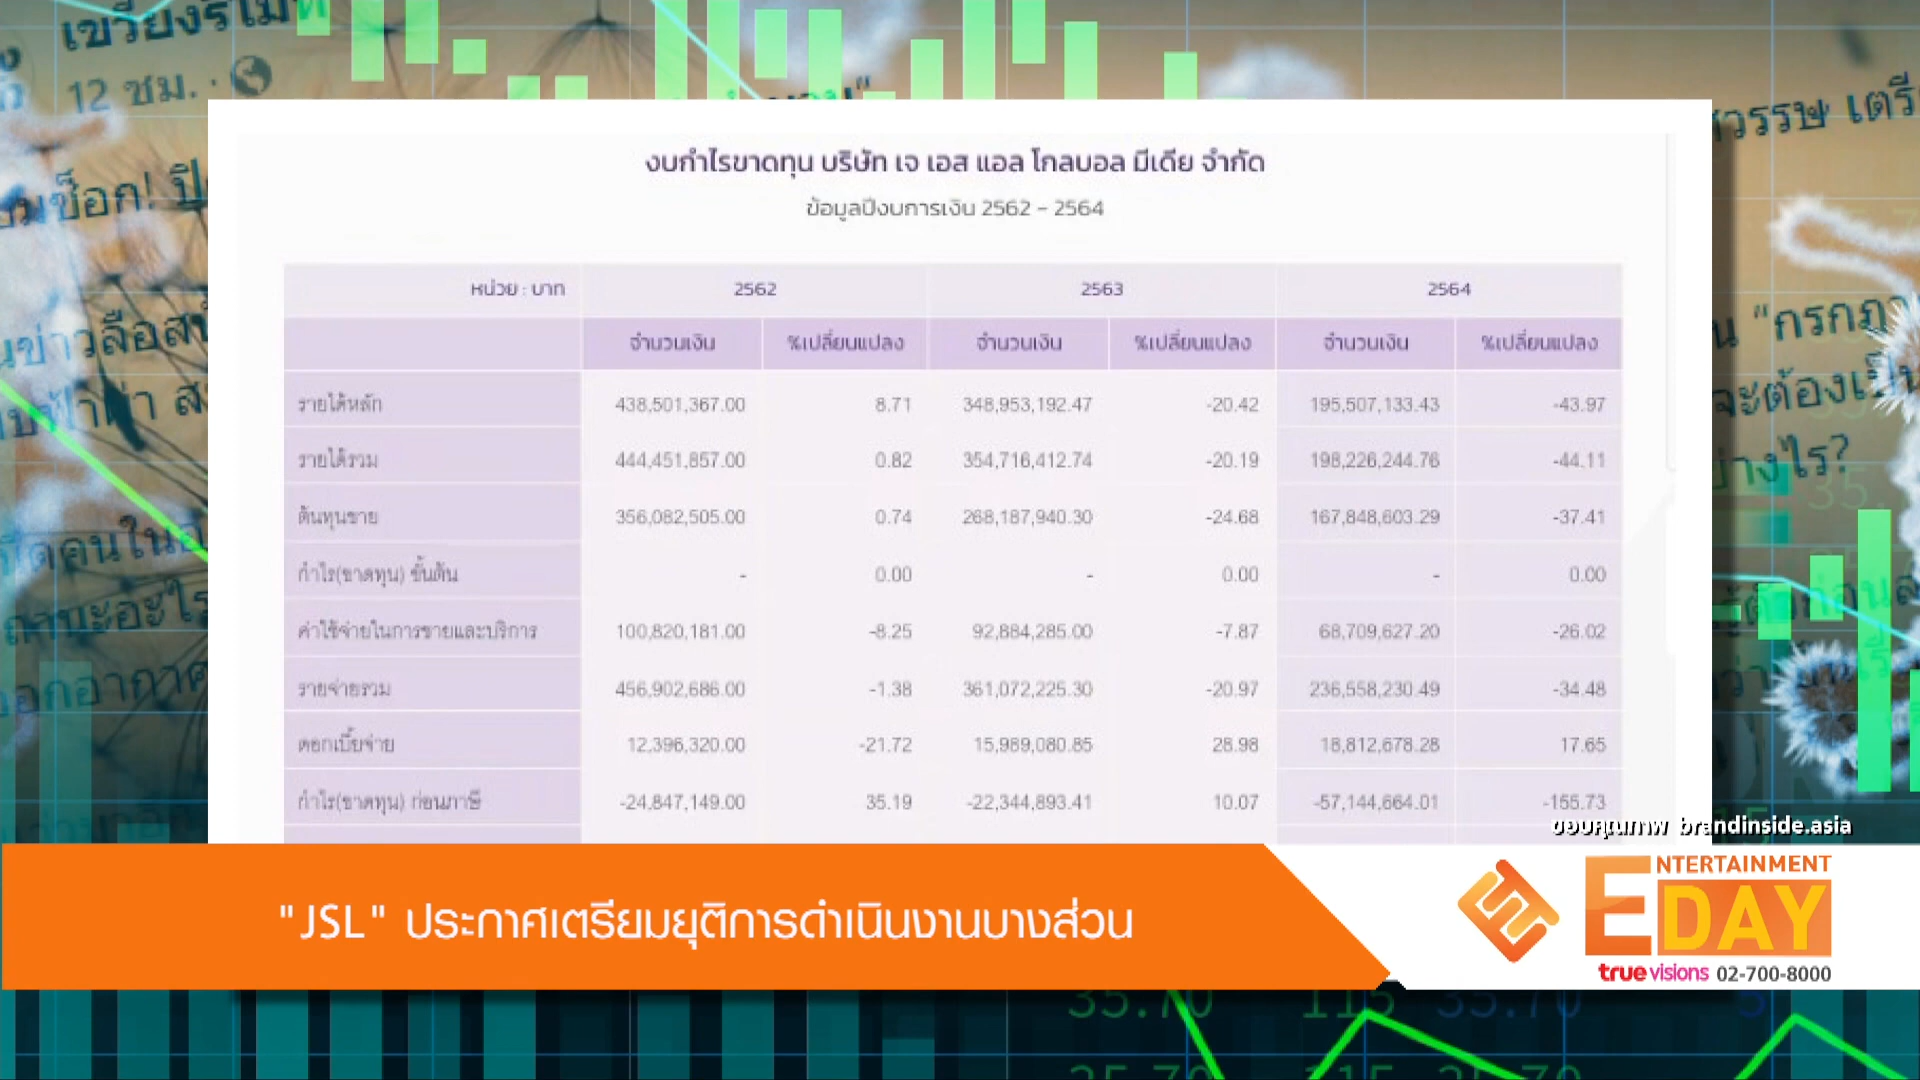 เขวียงริมท
12 ชม. ·
งบกำไรขาดทุน บริษัท เจ เอส แอล โกลบอล มีเดีย จำกัด
ข้อมูลปีงบการเงิน 2562 - 2564
หน่วย : บาท 2562 2563 2564
จำนวนเงิน %เปลี่ยนแปลง จำนวนเงิน %เปลี่ยนแปลง จำนวนเงิน %เปลี่ยนแปลง
รายได้หลัก 438,501,367.00 8.71 348,953,192.47 -20.42 195,507,133.43 -43.97
รายได้รวม 444,451,857.00 0.82 354,716,412.74 -20.19 198,226,244.76 -44.11
ต้นทุนขาย 356,082,505.00 0.74 268,187,940.30 -24.68 167,848,603.29 -37.41
กำไร(ขาดทุน) ขั้นต้น - 0.00 - 0.00 - 0.00
ค่าใช้จ่ายในการขายและบริการ 100,820,181.00 -8.25 92,884,285.00 -7.87 68,709,627.20 -26.02
รายจ่ายรวม 456,902,686.00 -1.38 361,072,225.30 -20.97 236,558,230.49 -34.48
ดอกเบี้ยจ่าย 12,396,320.00 -21.72 15,989,080.85 28.98 18,812,678.28 17.65
กำไร(ขาดทุน) ก่อนภาษี -24,847,149.00 35.19 -22,344,893.41 10.07 -57,144,664.01 -155.73
ขอบคุณภาพ brandinside.asia
"JSL" ประกาศเตรียมยุติการดำเนินงานบางส่วน
ENTERTAINMENT
DAY
truevisions 02-700-8000
35.70 115 35.70